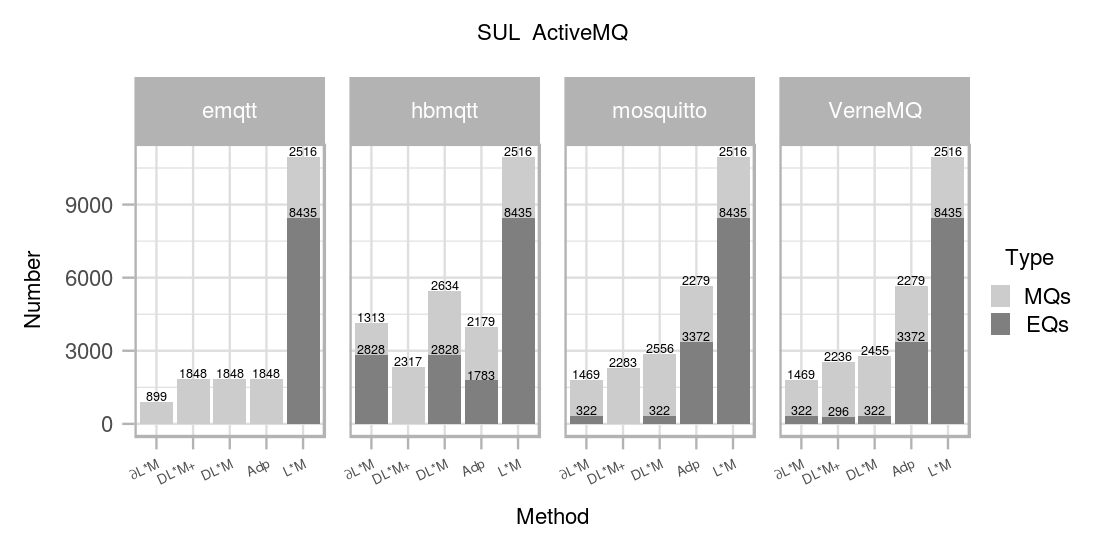 SUL ActiveMQ
emqtt hbmqtt mosquitto VerneMQ
Number
9000
6000
3000
0
899 1848 1848 1848 2516
8435
1313 2317 2634 2179 2516
2828 2828 1783 8435
1469 2283 2556 2279 2516
322 322 3372 8435
1469 2236 2455 2279 2516
322 296 322 3372 8435
∂L*M DL*M+ DL*M Adp L*M
∂L*M DL*M+ DL*M Adp L*M
∂L*M DL*M+ DL*M Adp L*M
∂L*M DL*M+ DL*M Adp L*M
Method
Type
MQs
EQs